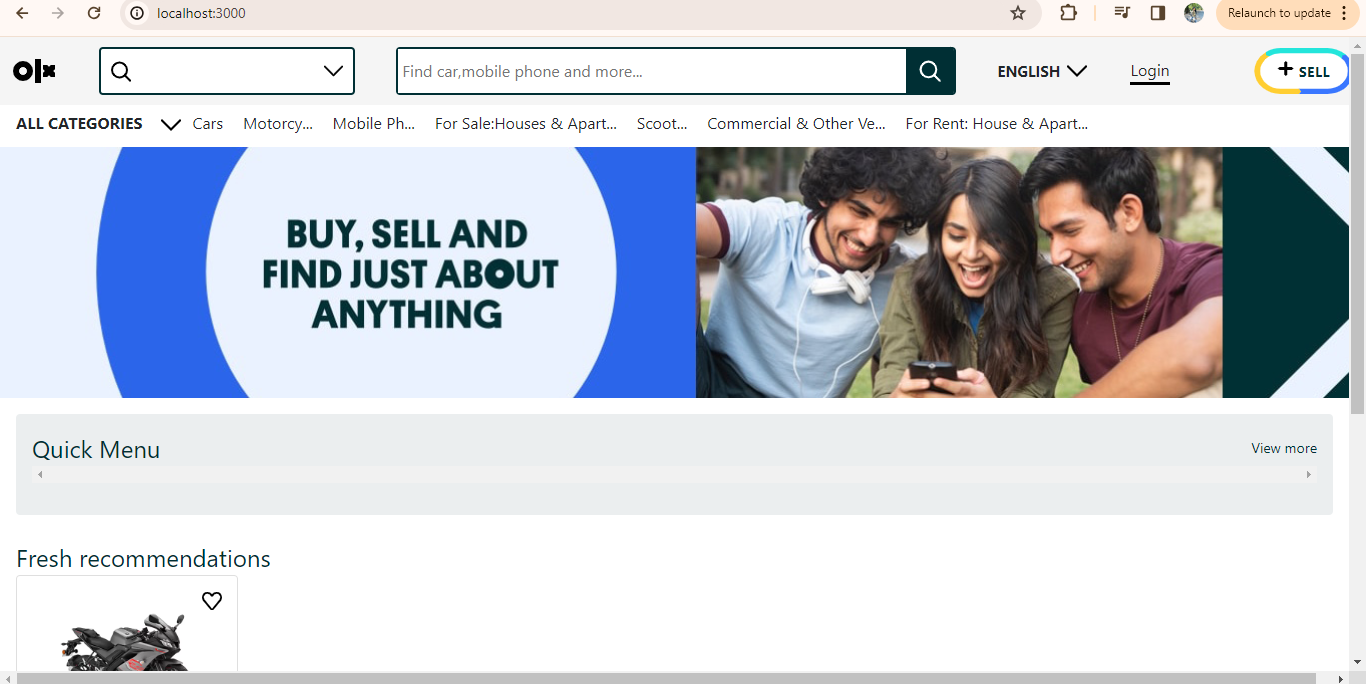 localhost:3000
Relaunch to update
olx
Find car,mobile phone and more...
ENGLISH
Login
+ SELL
ALL CATEGORIES
Cars
Motorcy...
Mobile Ph...
For Sale:Houses & Apart...
Scoot...
Commercial & Other Ve...
For Rent: House & Apart...
BUY, SELL AND
FIND JUST ABOUT
ANYTHING
Quick Menu
View more
Fresh recommendations